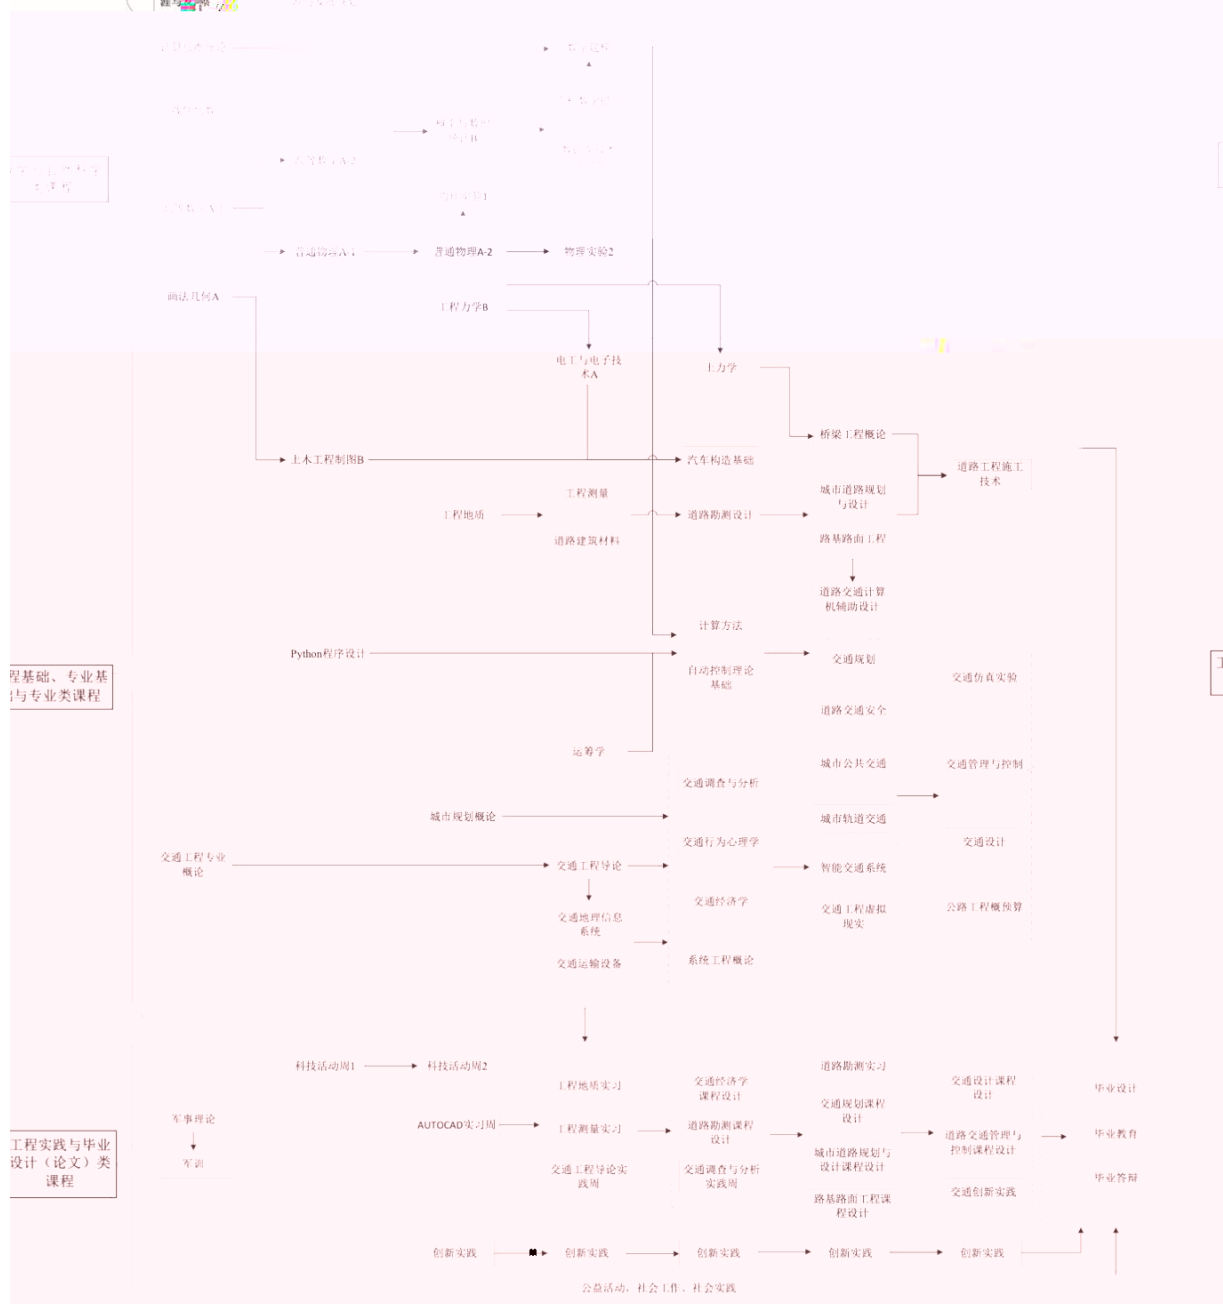 普通物理A-1
普通物理A-2
物理实验2
画法几何A
工程力学B
电工与电子技
术A
土力学
桥梁工程概论
土木工程制图B
汽车构造基础
道路工程施工
技术
工程测量
城市道路规划
与设计
工程地质
道路勘测设计
道路建筑材料
路基路面工程
道路交通计算
机辅助设计
计算方法
Python程序设计
交通规划
程基础、专业基
与专业类课程
自动控制理论
基础
交通仿真实验
道路交通安全
运筹学
城市公共交通
交通管理与控制
交通调查与分析
城市规划概论
城市轨道交通
交通行为心理学
交通设计
交通工程专业
概论
交通工程导论
智能交通系统
交通经济学
交通地理信息
系统
交通工程虚拟
现实
公路工程概预算
交通运输设备
系统工程概论
科技活动周1
科技活动周2
道路勘测实习
工程地质实习
交通经济学
课程设计
交通设计课程
设计
毕业设计
军事理论
交通规划课程
设计
AUTOCAD实习周
工程测量实习
道路勘测课程
设计
道路交通管理与
控制课程设计
毕业教育
工程实践与毕业
设计（论文）类
课程
军训
城市道路规划与
设计课程设计
交通工程导论实
践周
交通调查与分析
实践周
毕业答辩
交通创新实践
路基路面工程课
程设计
创新实践
创新实践
创新实践
创新实践
创新实践
公益活动，社会工作、社会实践